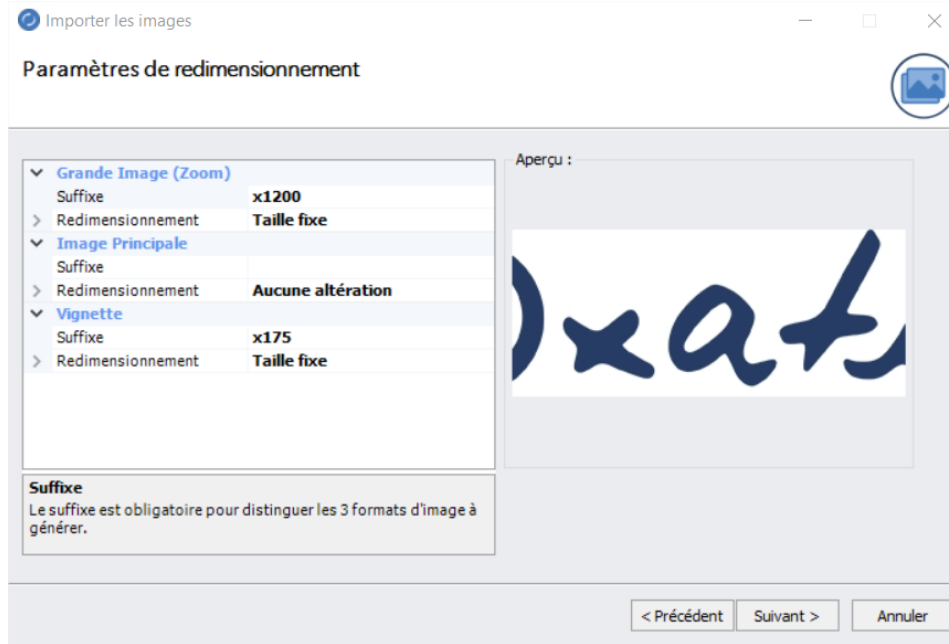 Importer les images
Paramètres de redimensionnement
Grande Image (Zoom)
Suffixe x1200
Redimensionnement Taille fixe
Image Principale
Suffixe
Redimensionnement Aucune altération
Vignette
Suffixe x175
Redimensionnement Taille fixe
Suffixe
Le suffixe est obligatoire pour distinguer les 3 formats d'image à
générer.
Aperçu :
xat
< Précédent Suivant > Annuler